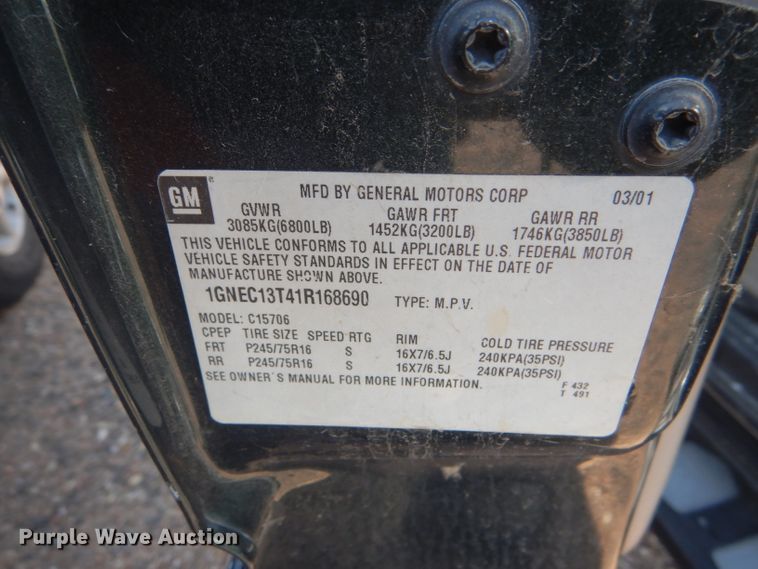 GM
MFD BY GENERAL MOTORS CORP 03/01
GVWR GAWR FRT GAWR RR
3085KG(6800LB) 1452KG(3200LB) 1746KG(3850LB)
THIS VEHICLE CONFORMS TO ALL APPLICABLE U.S. FEDERAL MOTOR
VEHICLE SAFETY STANDARDS IN EFFECT ON THE DATE OF
MANUFACTURE SHOWN ABOVE.
1GNEC13T41R168690 TYPE: M.P.V.
MODEL: C15706
CPEP TIRE SIZE SPEED RTG RIM COLD TIRE PRESSURE
FRT P245/75R16 S 16X7/6.5J 240KPA(35PSI)
RR P245/75R16 S 16X7/6.5J 240KPA(35PSI)
SEE OWNER'S MANUAL FOR MORE INFORMATION.
F 432
T 491
Purple Wave Auction